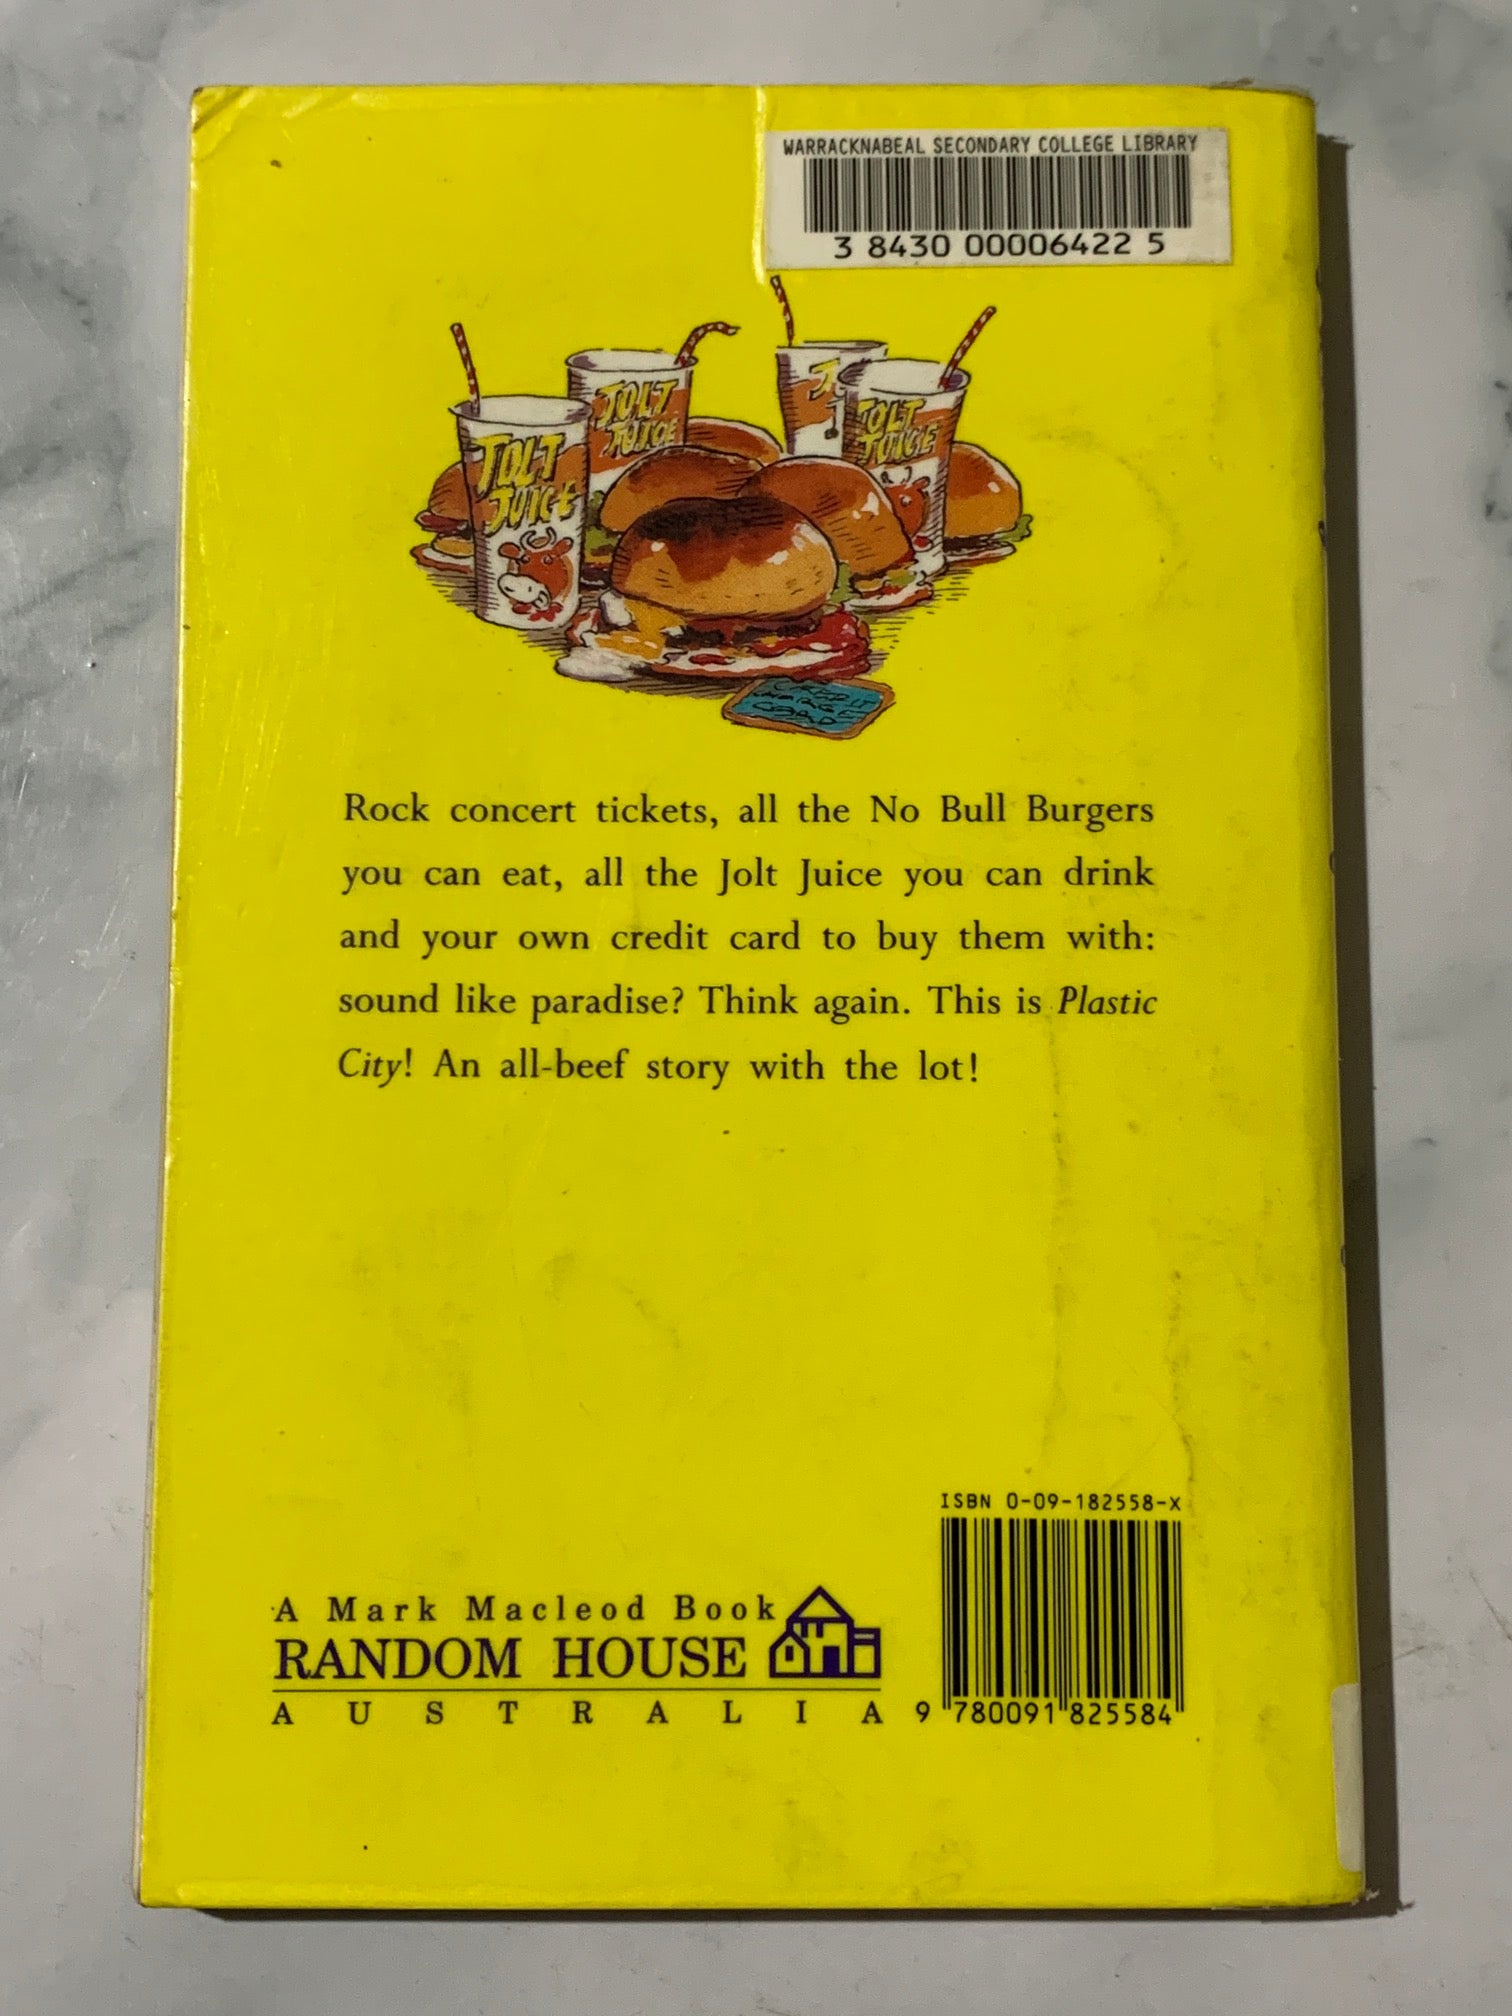 WARRACKNABEAL SECONDARY COLLEGE LIBRARY
3 8430 00006422 5
JOLT
JUICE
JOLT
JUICE
J
JOLT
JUICE
CREDIT
CHARGE
CARD
Rock concert tickets, all the No Bull Burgers
you can eat, all the Jolt Juice you can drink
and your own credit card to buy them with:
sound like paradise? Think again. This is Plastic
City! An all-beef story with the lot!
ISBN 0-09-182558-X
A Mark Macleod Book
RANDOM HOUSE
AUSTRALIA
9 780091 825584